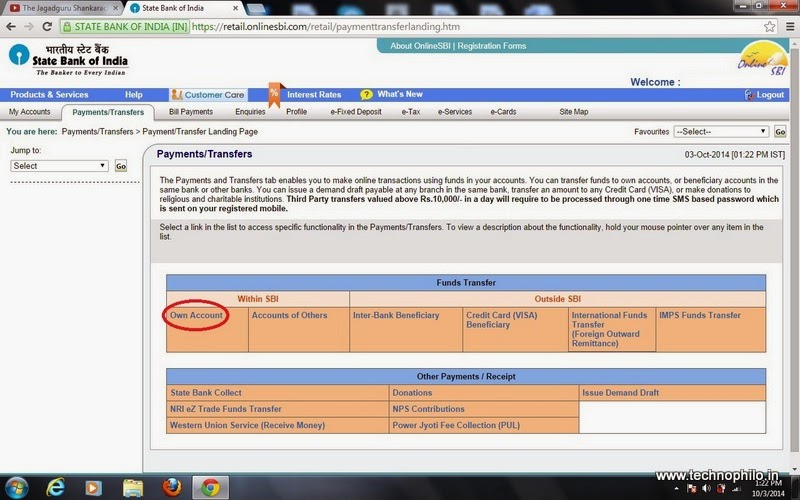 The Jagadguru Shankarac
State Bank of India
STATE BANK OF INDIA [IN]
https://retail.onlinesbi.com/retail/paymenttransferlanding.htm
भारतीय स्टेट बैंक
State Bank of India
The Banker to Every Indian
About OnlineSBI | Registration Forms
Online SBI
Welcome :
Products & Services
Help
Customer Care
%
Interest Rates
?
What's New
Logout
My Accounts
Payments/Transfers
Bill Payments
Enquiries
Profile
e-Fixed Deposit
e-Tax
e-Services
e-Cards
Site Map
You are here: Payments/Transfers > Payment/Transfer Landing Page
Favourites
--Select--
Go
Jump to:
Select
Go
Payments/Transfers
03-Oct-2014 [01:22 PM IST]
The Payments and Transfers tab enables you to make online transactions using funds in your accounts. You can transfer funds to own accounts, or beneficiary accounts in
the same bank or other banks. You can issue a demand draft payable at any branch in the same bank, transfer an amount to any Credit Card (VISA), or make donations to
religious and charitable institutions. Third Party transfers valued above Rs.10,000/- in a day will require to be processed through one time SMS based password which
is sent on your registered mobile.
Select a link in the list to access specific functionality in the Payments/Transfers. To view a description about the functionality, hold your mouse pointer over any item in the
list.
Funds Transfer
Within SBI
Outside SBI
Own Account
Accounts of Others
Inter-Bank Beneficiary
Credit Card (VISA)
Beneficiary
International Funds
Transfer
(Foreign Outward
Remittance)
IMPS Funds Transfer
Other Payments / Receipt
State Bank Collect
Donations
Issue Demand Draft
NRI eZ Trade Funds Transfer
NPS Contributions
Western Union Service (Receive Money)
Power Jyoti Fee Collection (PUL)
www.technophilo.in
1:22 PM
10/3/2014